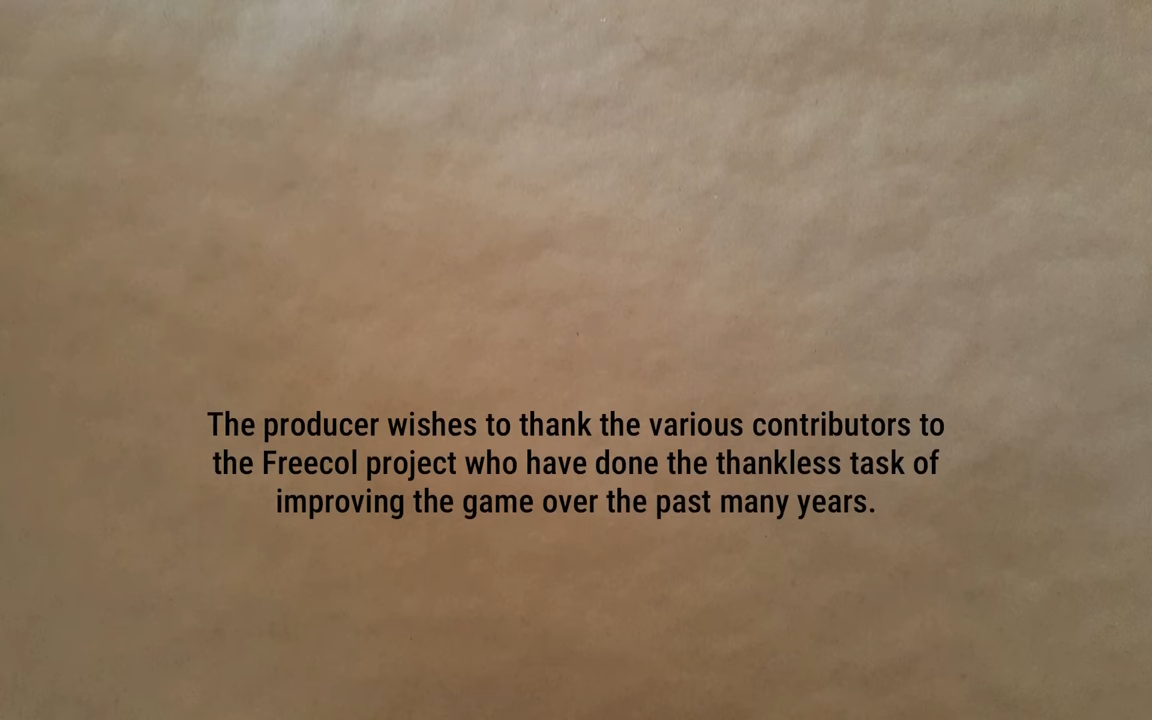 The producer wishes to thank the various contributors to
the Freecol project who have done the thankless task of
improving the game over the past many years.